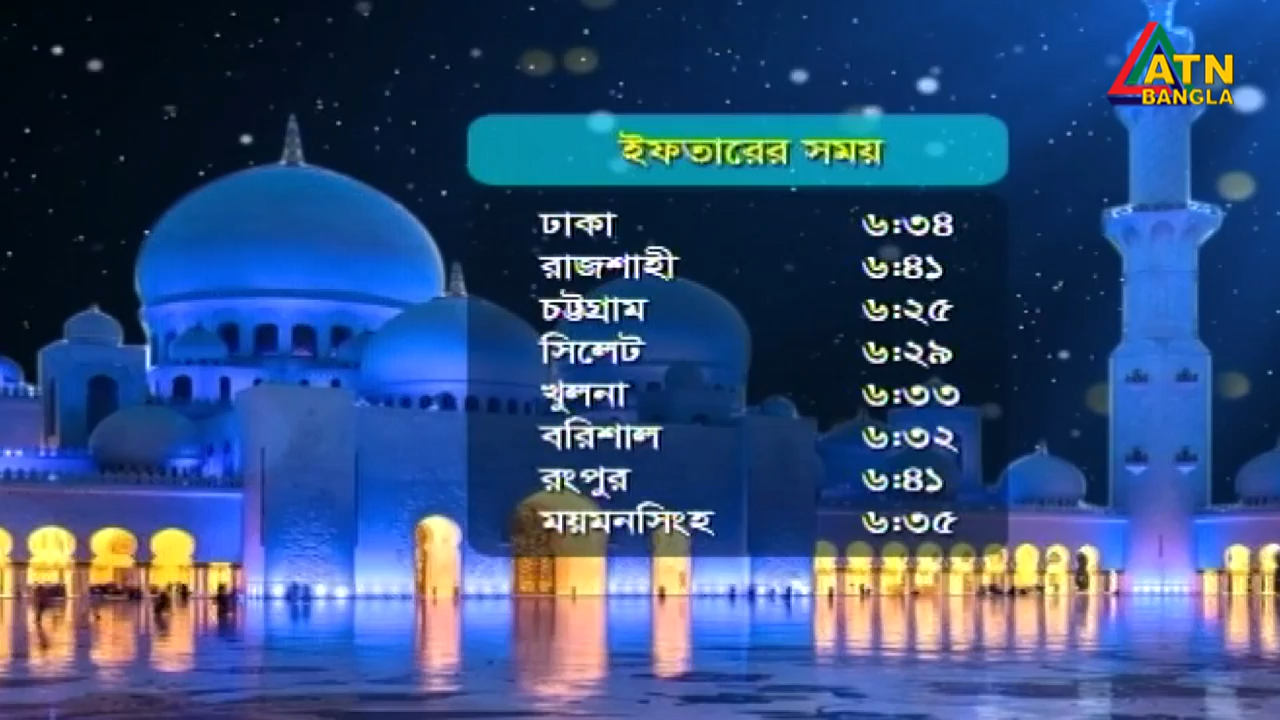 ATN
BANGLA
ইফতারের সময়
ঢাকা ৬:৩৪
রাজশাহী ৬:৪১
চট্টগ্রাম ৬:২৫
সিলেট ৬:২৯
খুলনা ৬:৩৩
বরিশাল ৬:৩২
রংপুর ৬:৪১
ময়মনসিংহ ৬:৩৫